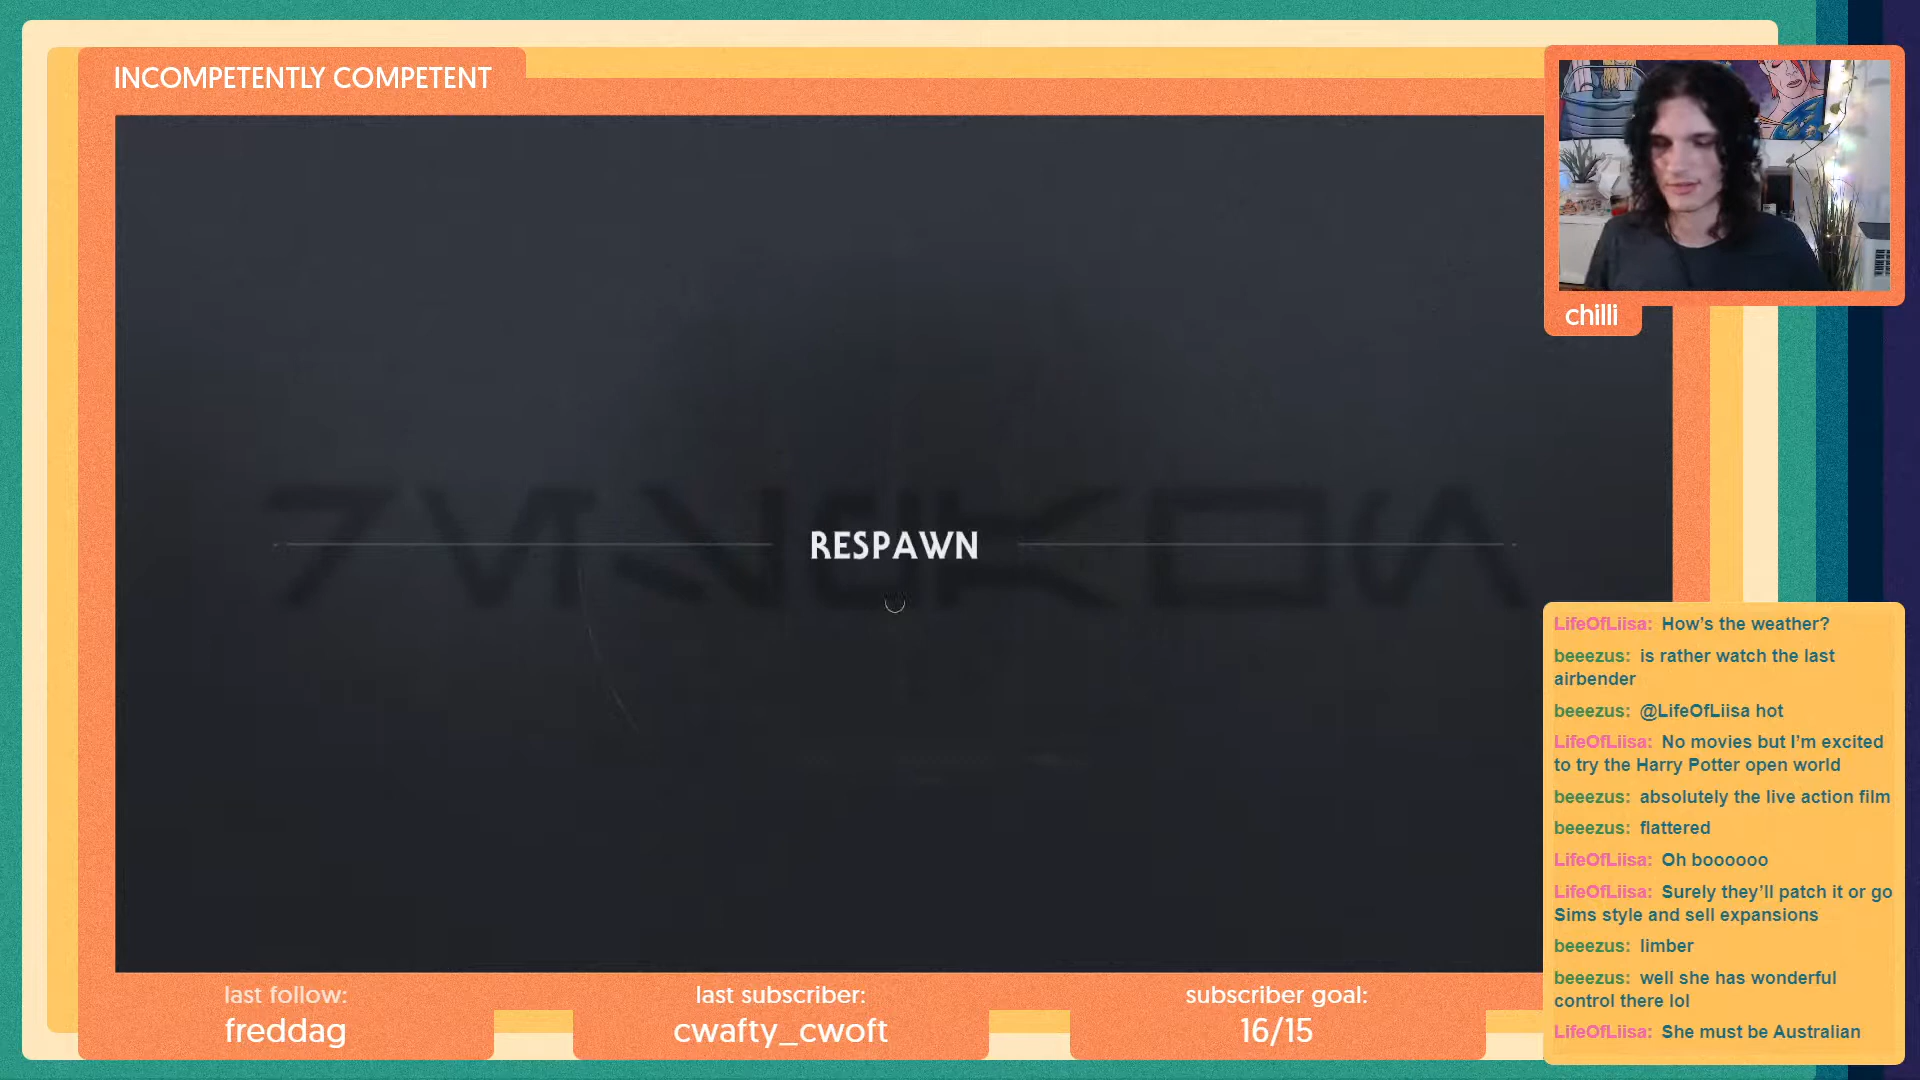 INCOMPETENTLY COMPETENT
RESPAWN
chilli
LifeOfLiisa: How's the weather?
beeezus: is rather watch the last
airbender
beeezus: @LifeOfLiisa hot
LifeOfLiisa: No movies but I'm excited
to try the Harry Potter open world
beeezus: absolutely the live action film
beeezus: flattered
LifeOfLiisa: Oh boooooo
LifeOfLiisa: Surely they'll patch it or go
Sims style and sell expansions
beeezus: limber
beeezus: well she has wonderful
control there lol
LifeOfLiisa: She must be Australian
last follow:
freddag
last subscriber:
cwafty_cwoft
subscriber goal:
16/15